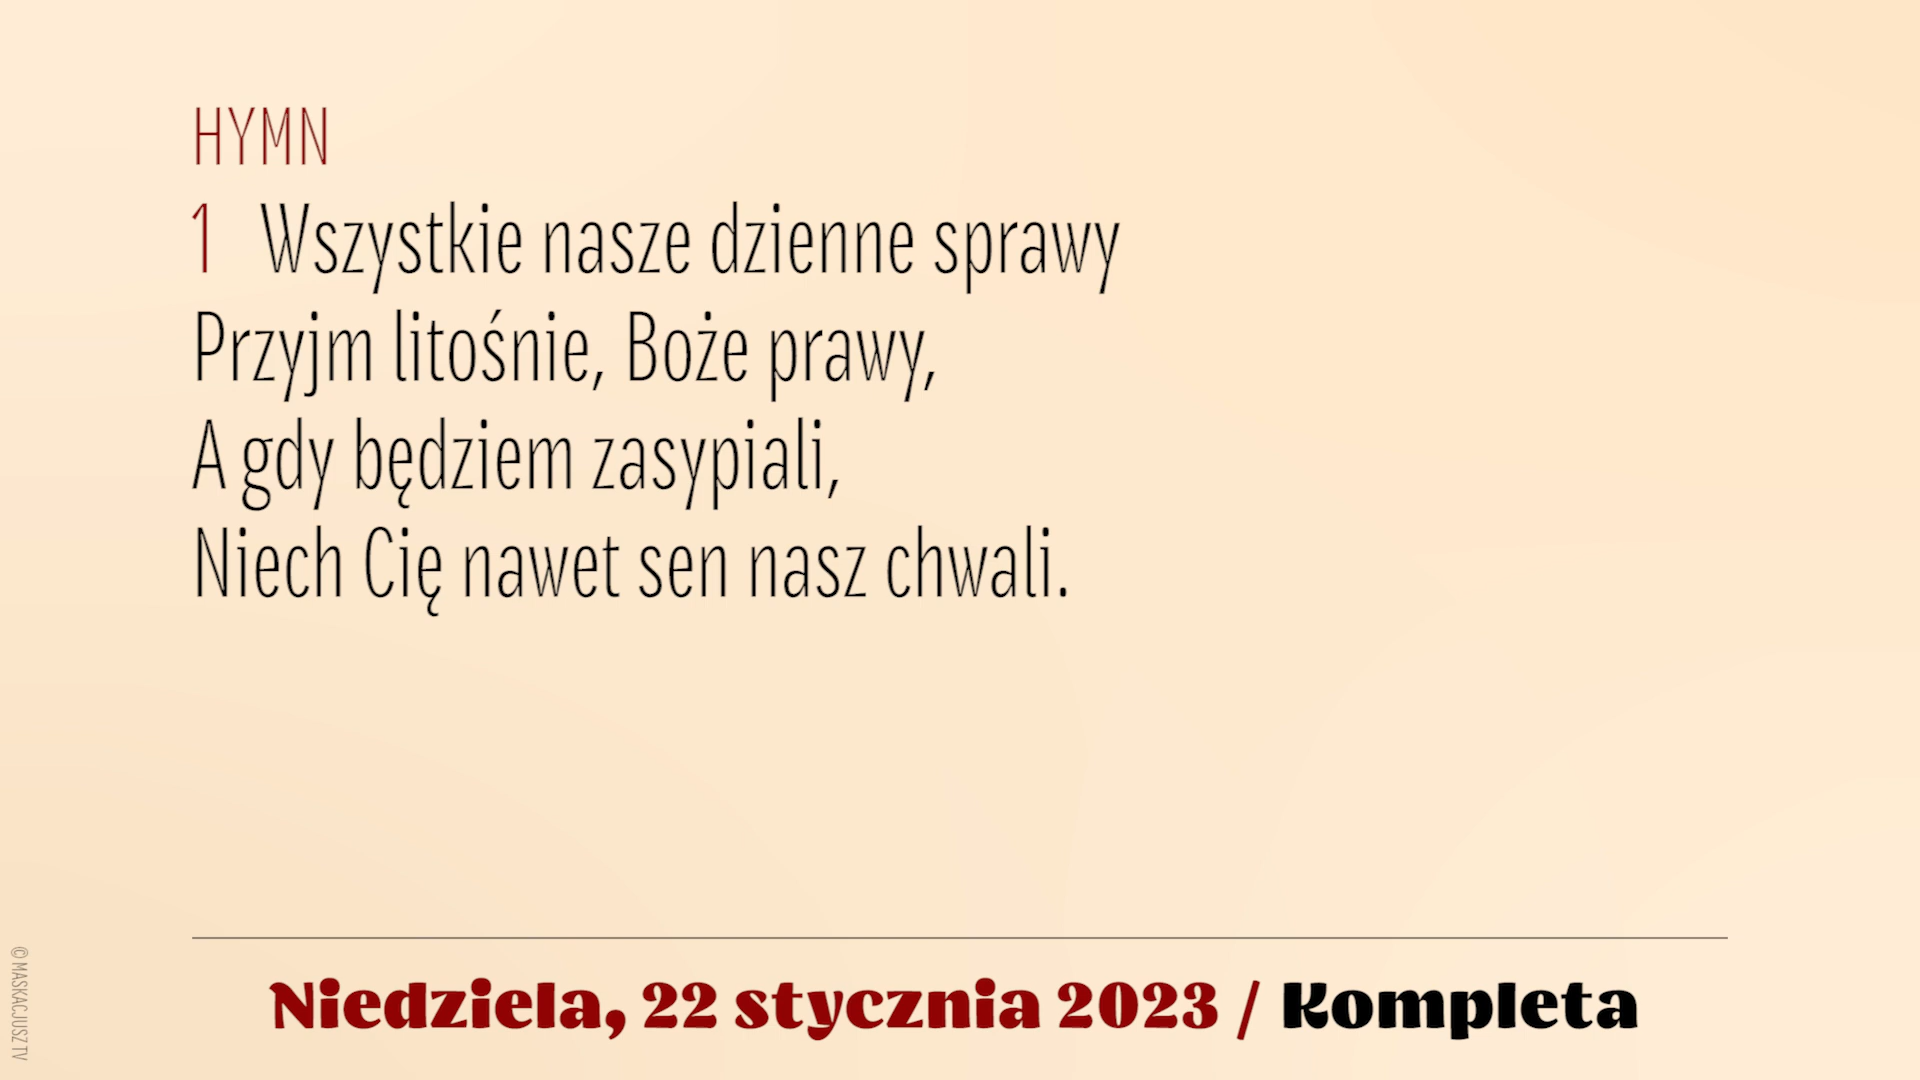 HYMN
1 Wszystkie nasze dzienne sprawy
Przyjm litośnie, Boże prawy,
A gdy będziem zasypiali,
Niech Cię nawet sen nasz chwali.
Niedziela, 22 stycznia 2023 / Kompleta
© MASKACJUSZ TV